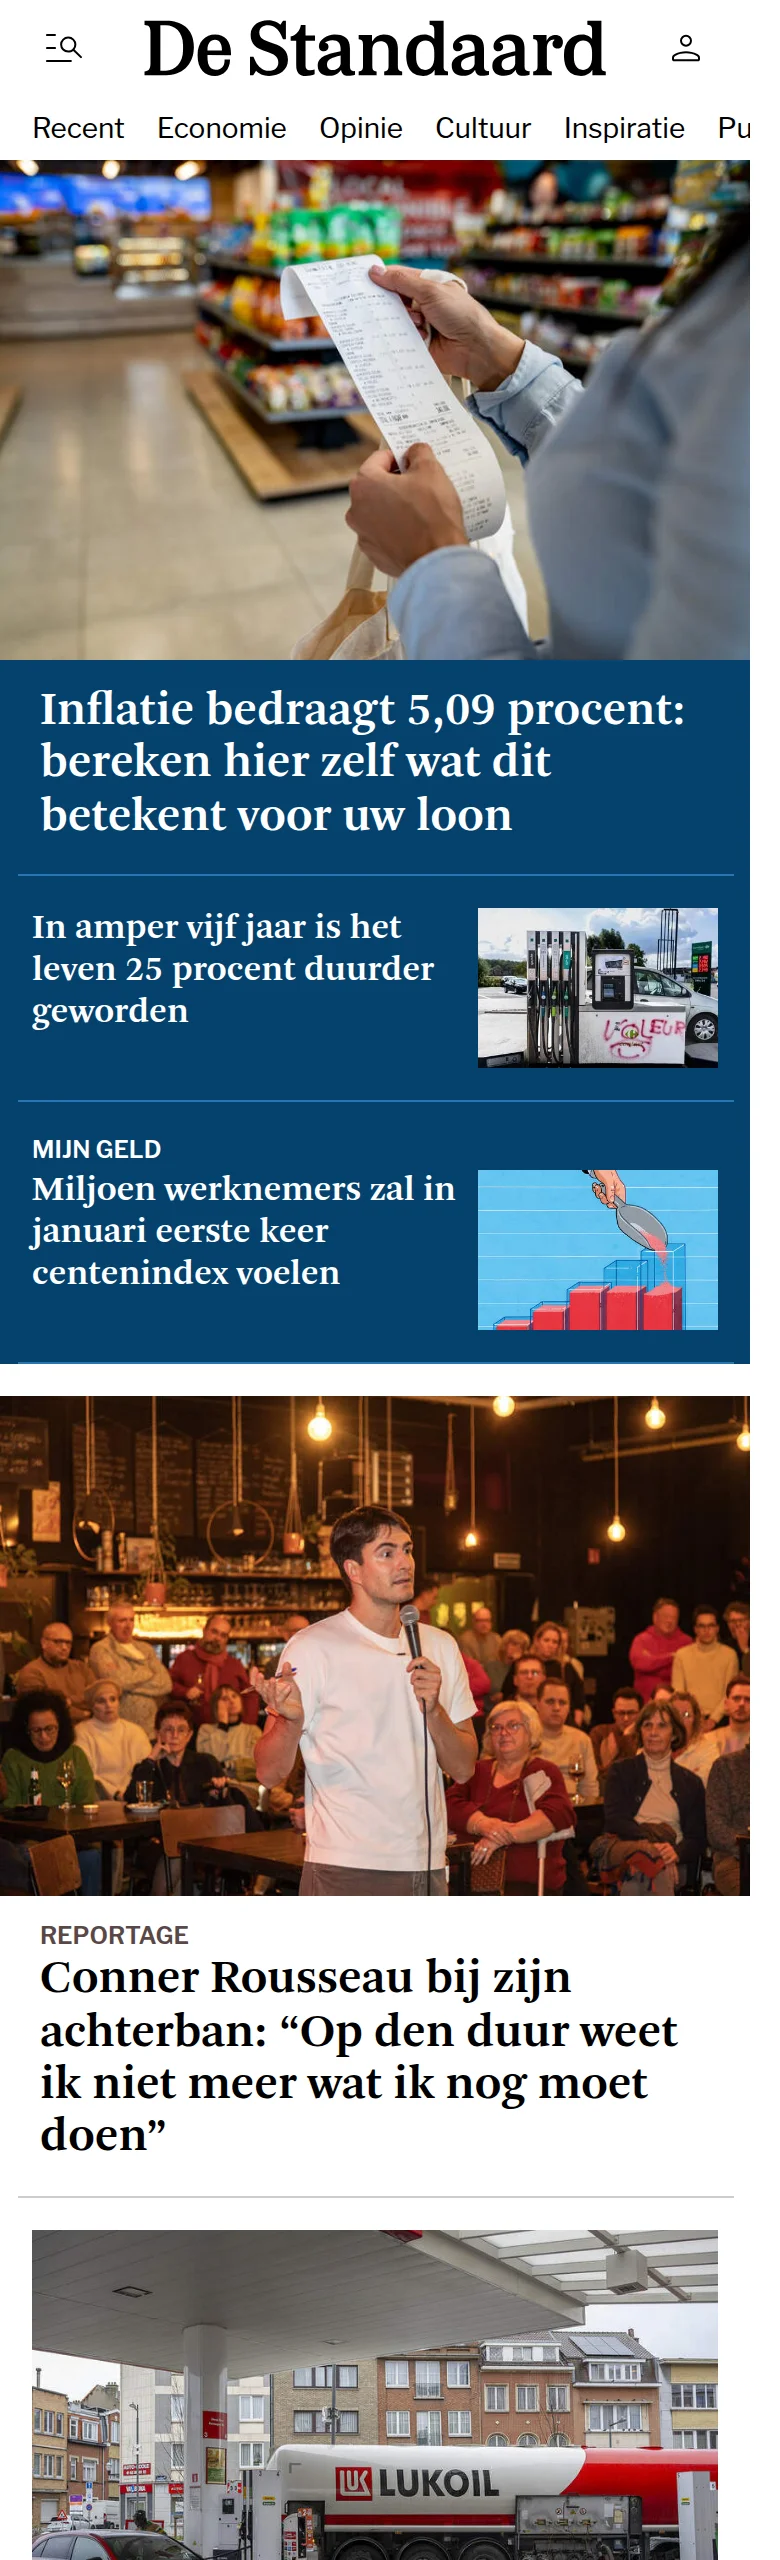 De Standaard
Recent Economie Opinie Cultuur Inspiratie Pu
Inflatie bedraagt 5,09 procent:
bereken hier zelf wat dit
betekent voor uw loon
In amper vijf jaar is het
leven 25 procent duurder
geworden
VOLEUR
MIJN GELD
Miljoen werknemers zal in
januari eerste keer
centenindex voelen
REPORTAGE
Conner Rousseau bij zijn
achterban: “Op den duur weet
ik niet meer wat ik nog moet
doen”
LUKOIL